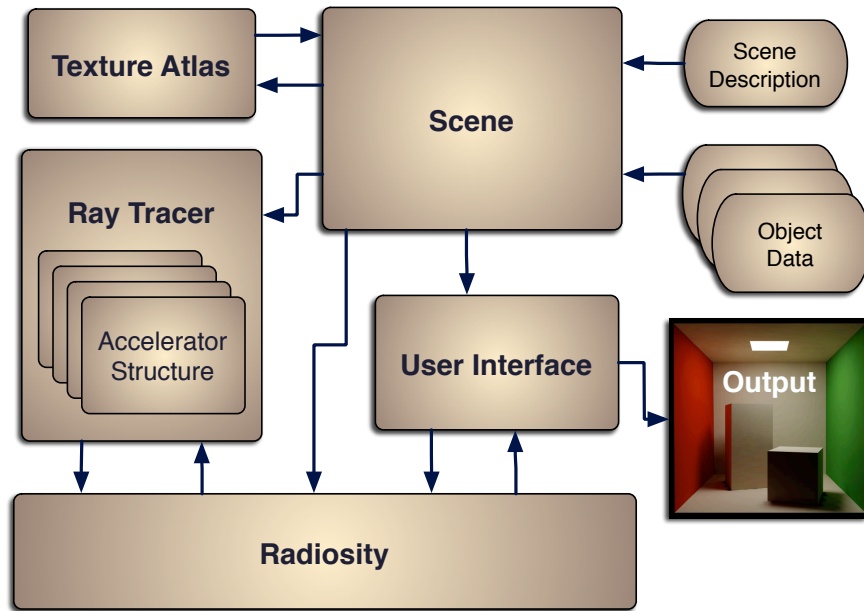 Texture Atlas
Scene
Scene
Description
Ray Tracer
Object
Data
Accelerator
Structure
User Interface
Output
Radiosity